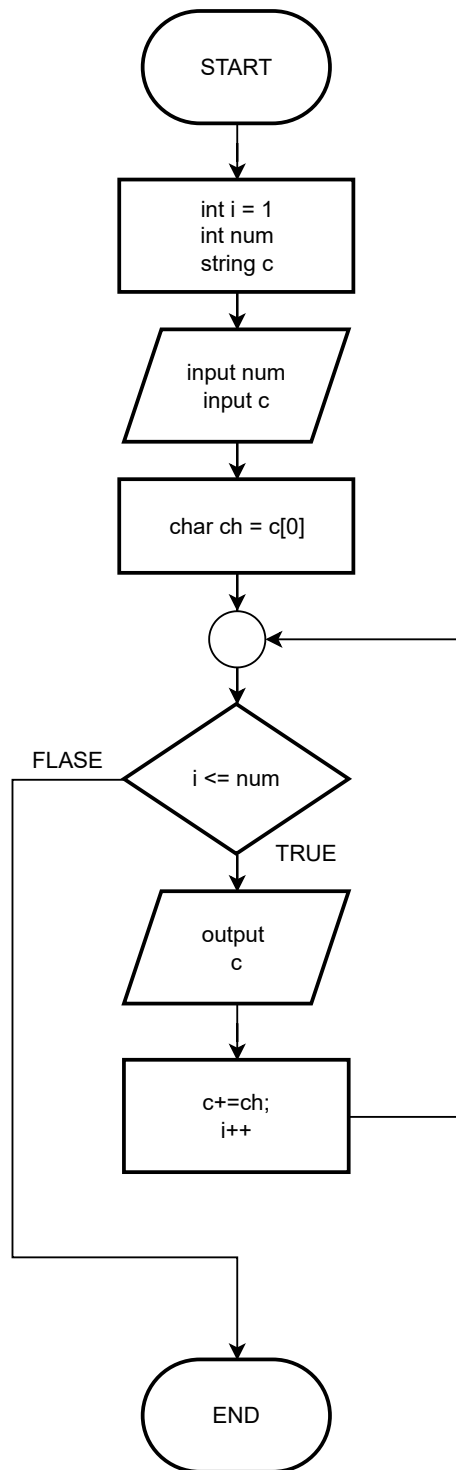 START
int i = 1
int num
string c
input num
input c
char ch = c[0]
i <= num
FLASE
TRUE
output
c
c+=ch;
i++
END